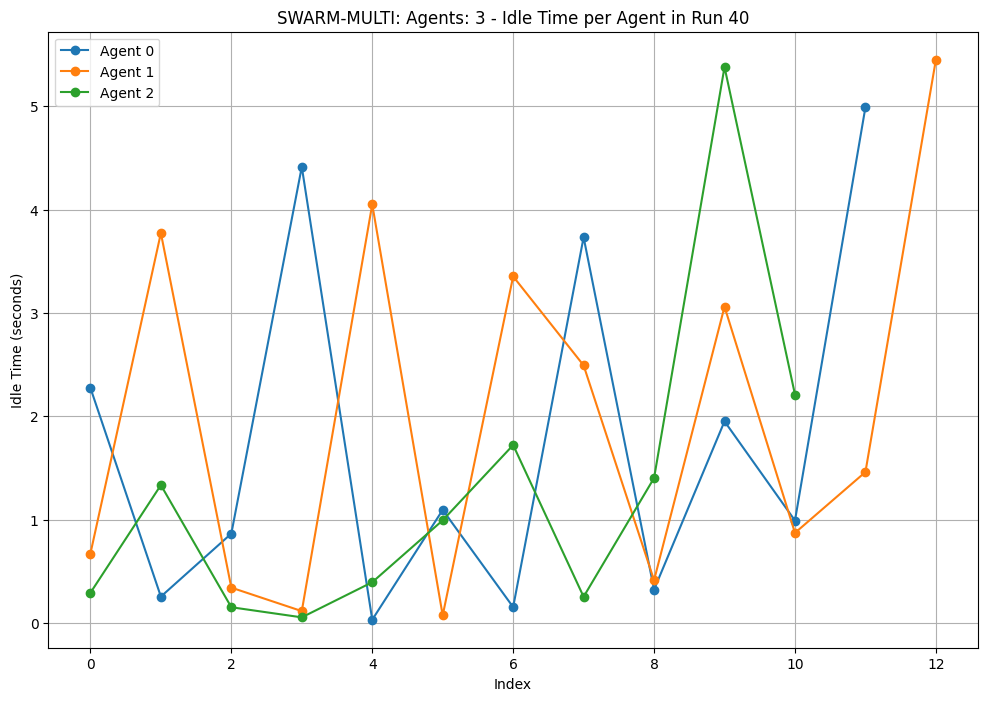 SWARM-MULTI: Agents: 3 - Idle Time per Agent in Run 40
Agent 0
Agent 1
Agent 2
Idle Time (seconds)
5
4
3
2
1
0
0 2 4 6 8 10 12
Index